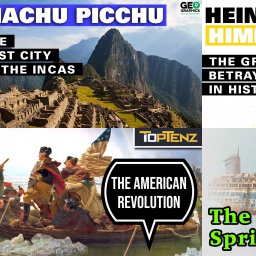 MACHU PICCHU
GEO
GRAPHICS
THE INCAS
ST CITY
HEIN
HIM
THE GR
BETRAY
IN HIST
TOPTENZ
THE AMERICAN
REVOLUTION
The
Spri